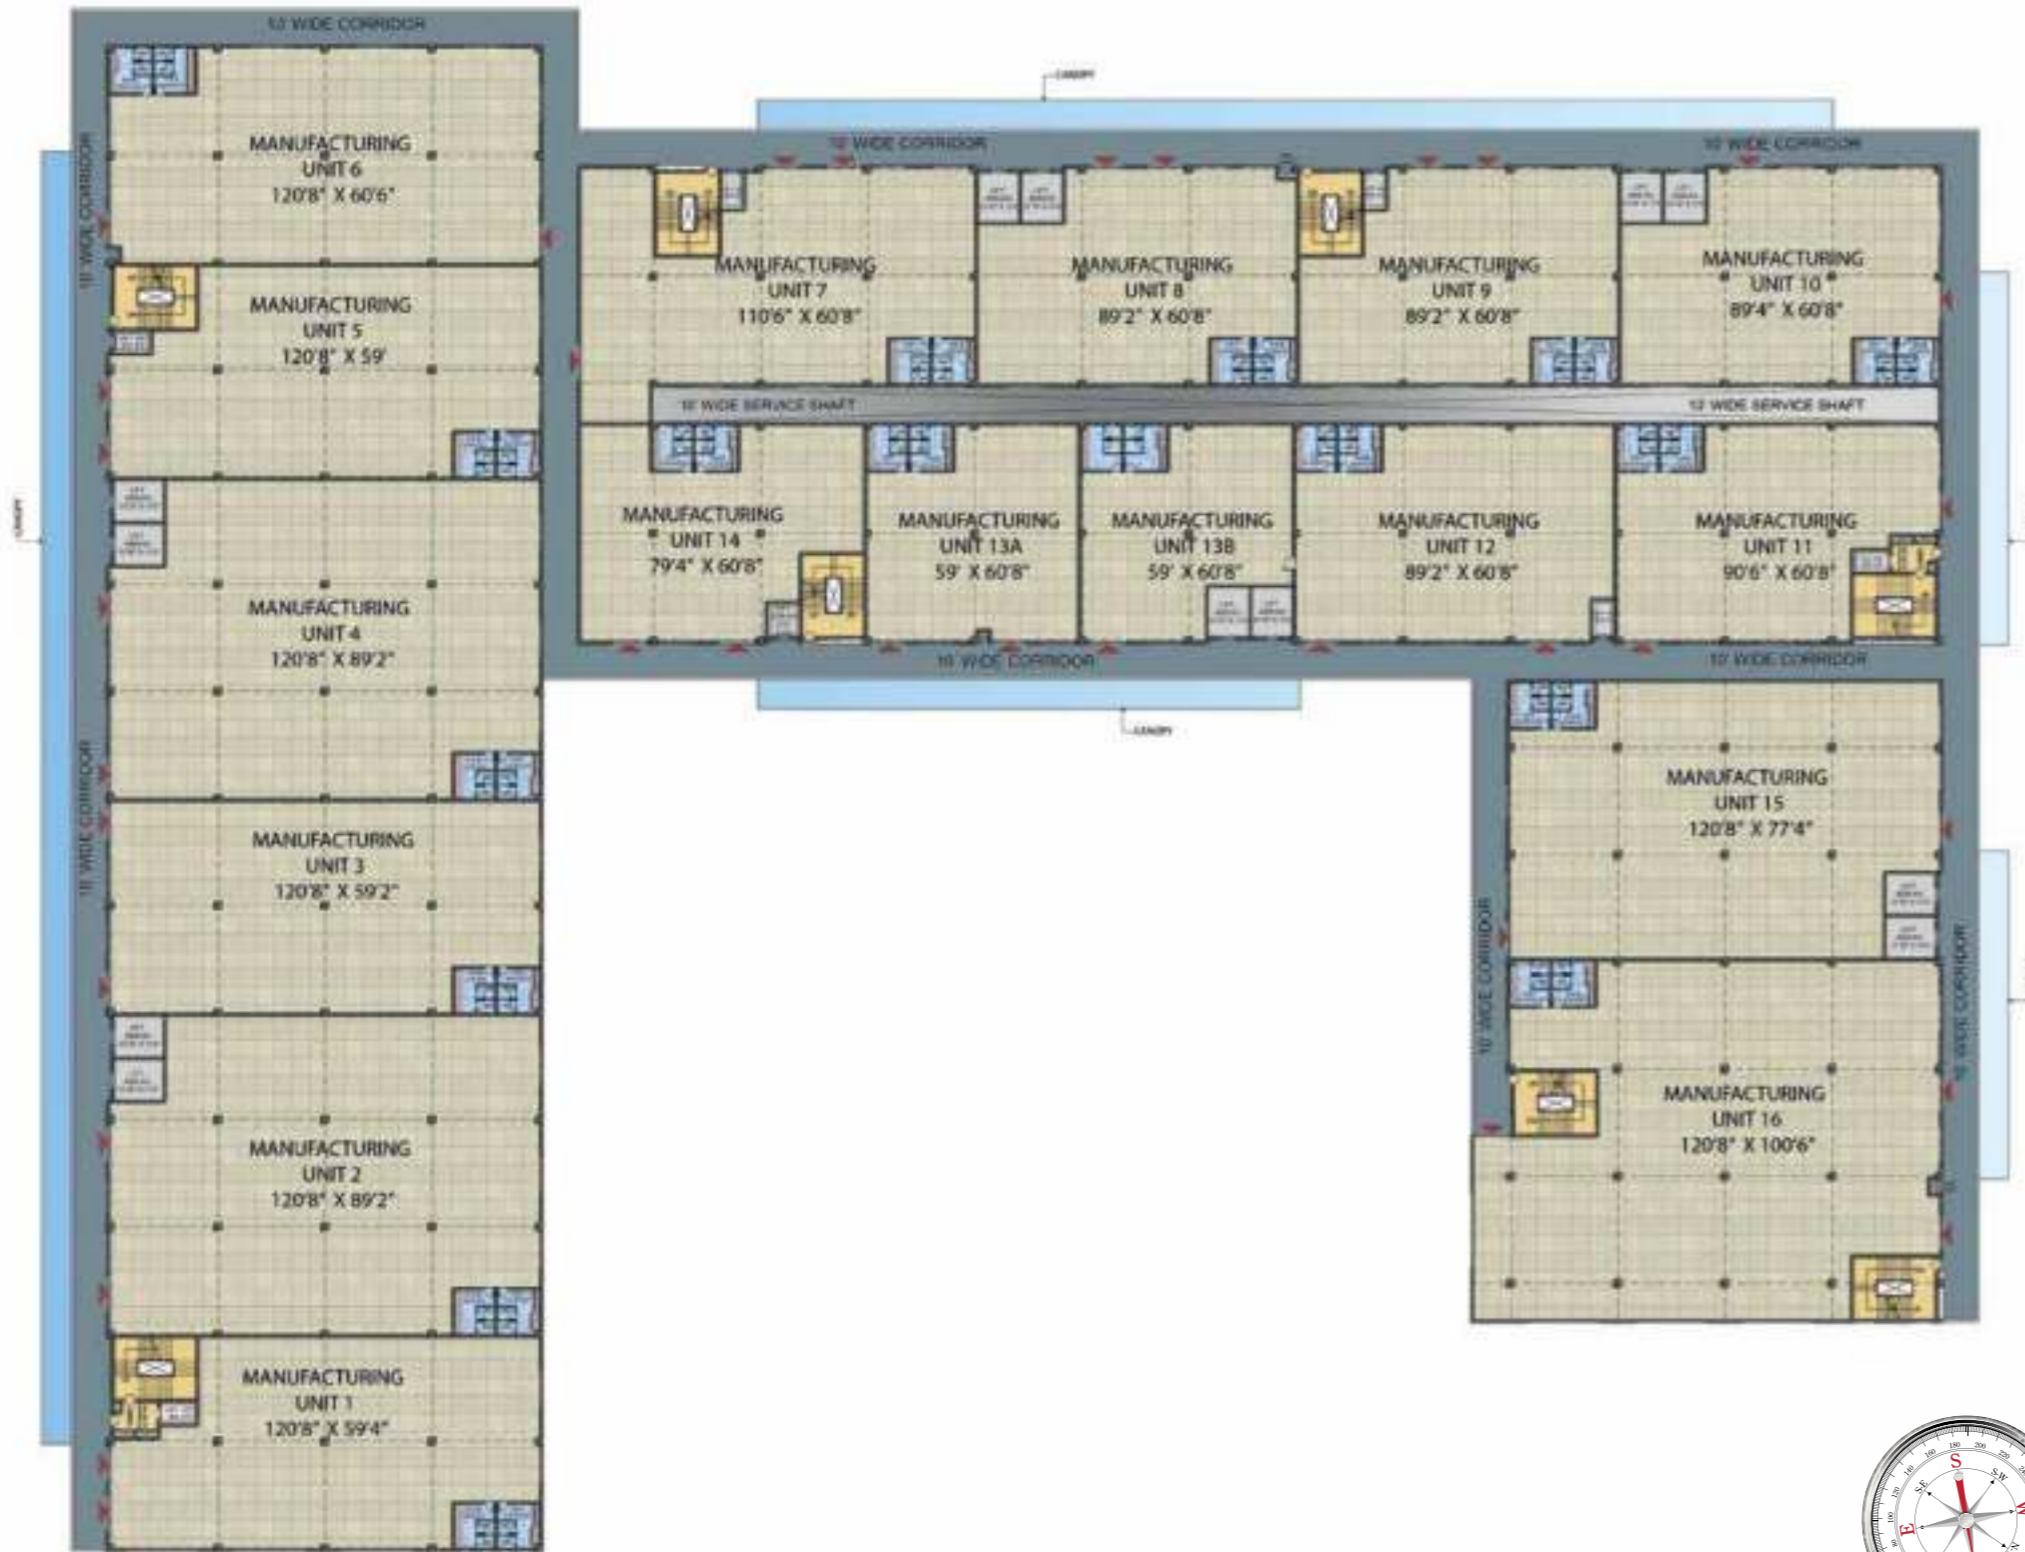 10' WIDE CORRIDOR
MANUFACTURING
UNIT 6
120'8" X 60'6"
10' WIDE CORRIDOR
MANUFACTURING
UNIT 5
120'8" X 59'
MANUFACTURING
UNIT 4
120'8" X 89'2"
10' WIDE CORRIDOR
MANUFACTURING
UNIT 3
120'8" X 59'2"
MANUFACTURING
UNIT 2
120'8" X 89'2"
MANUFACTURING
UNIT 1
120'8" X 59'4"
CANOPY
CANOPY
10' WIDE CORRIDOR
10' WIDE CORRIDOR
MANUFACTURING
UNIT 7
110'6" X 60'8"
MANUFACTURING
UNIT 8
89'2" X 60'8"
MANUFACTURING
UNIT 9
89'2" X 60'8"
MANUFACTURING
UNIT 10
89'4" X 60'8"
10' WIDE SERVICE SHAFT
10' WIDE SERVICE SHAFT
MANUFACTURING
UNIT 14
79'4" X 60'8"
MANUFACTURING
UNIT 13A
59' X 60'8"
MANUFACTURING
UNIT 13B
59' X 60'8"
MANUFACTURING
UNIT 12
89'2" X 60'8"
MANUFACTURING
UNIT 11
90'6" X 60'8"
10' WIDE CORRIDOR
10' WIDE CORRIDOR
CANOPY
MANUFACTURING
UNIT 15
120'8" X 77'4"
10' WIDE CORRIDOR
10' WIDE CORRIDOR
MANUFACTURING
UNIT 16
120'8" X 100'6"
S
S-E
S-W
E